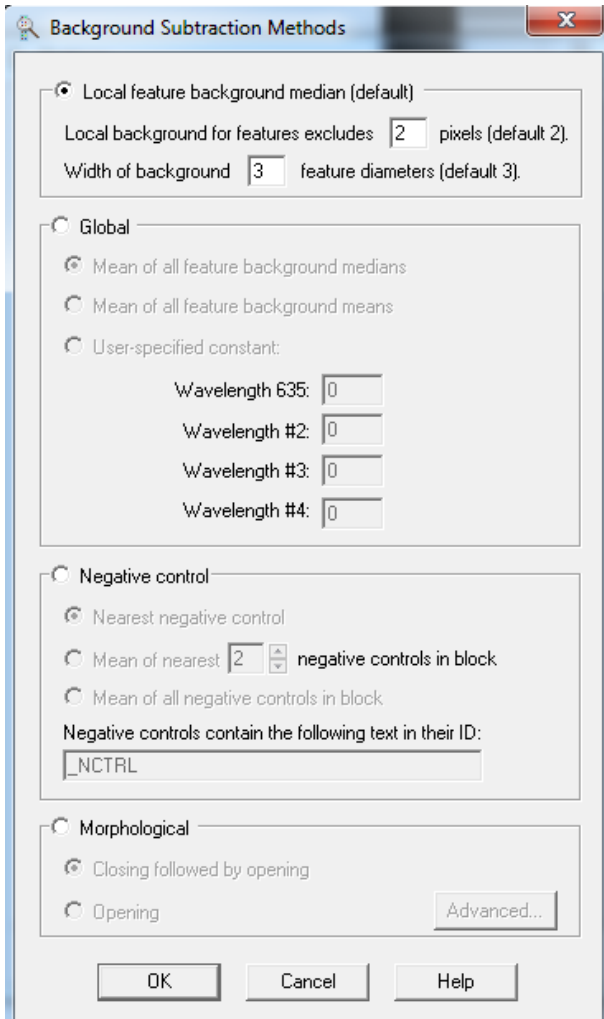 Background Subtraction Methods
X
Local feature background median (default)
Local background for features excludes 2 pixels (default 2).
Width of background 3 feature diameters (default 3).
Global
Mean of all feature background medians
Mean of all feature background means
User-specified constant:
Wavelength 635: 0
Wavelength #2: 0
Wavelength #3: 0
Wavelength #4: 0
Negative control
Nearest negative control
Mean of nearest 2 negative controls in block
Mean of all negative controls in block
Negative controls contain the following text in their ID:
_NCTRL
Morphological
Closing followed by opening
Opening Advanced...
OK Cancel Help